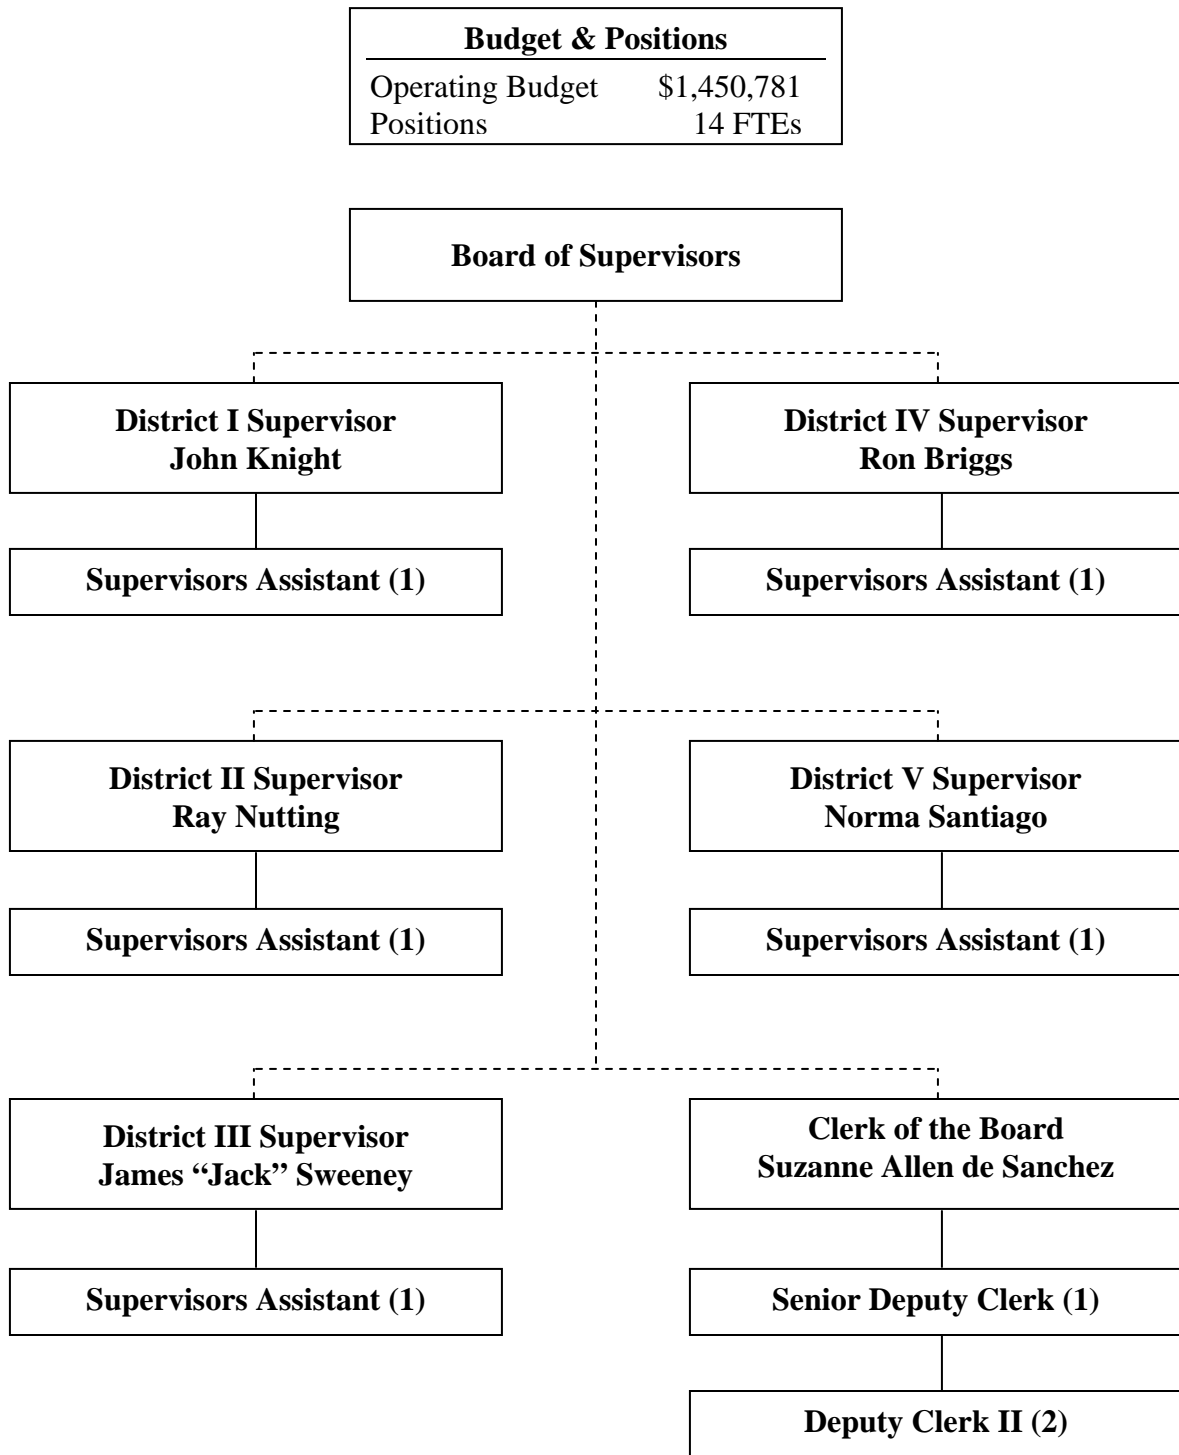 Budget & Positions
Operating Budget $1,450,781
Positions 14 FTEs
Board of Supervisors
District I Supervisor
John Knight
District IV Supervisor
Ron Briggs
Supervisors Assistant (1)
Supervisors Assistant (1)
District II Supervisor
Ray Nutting
District V Supervisor
Norma Santiago
Supervisors Assistant (1)
Supervisors Assistant (1)
District III Supervisor
James “Jack” Sweeney
Clerk of the Board
Suzanne Allen de Sanchez
Supervisors Assistant (1)
Senior Deputy Clerk (1)
Deputy Clerk II (2)